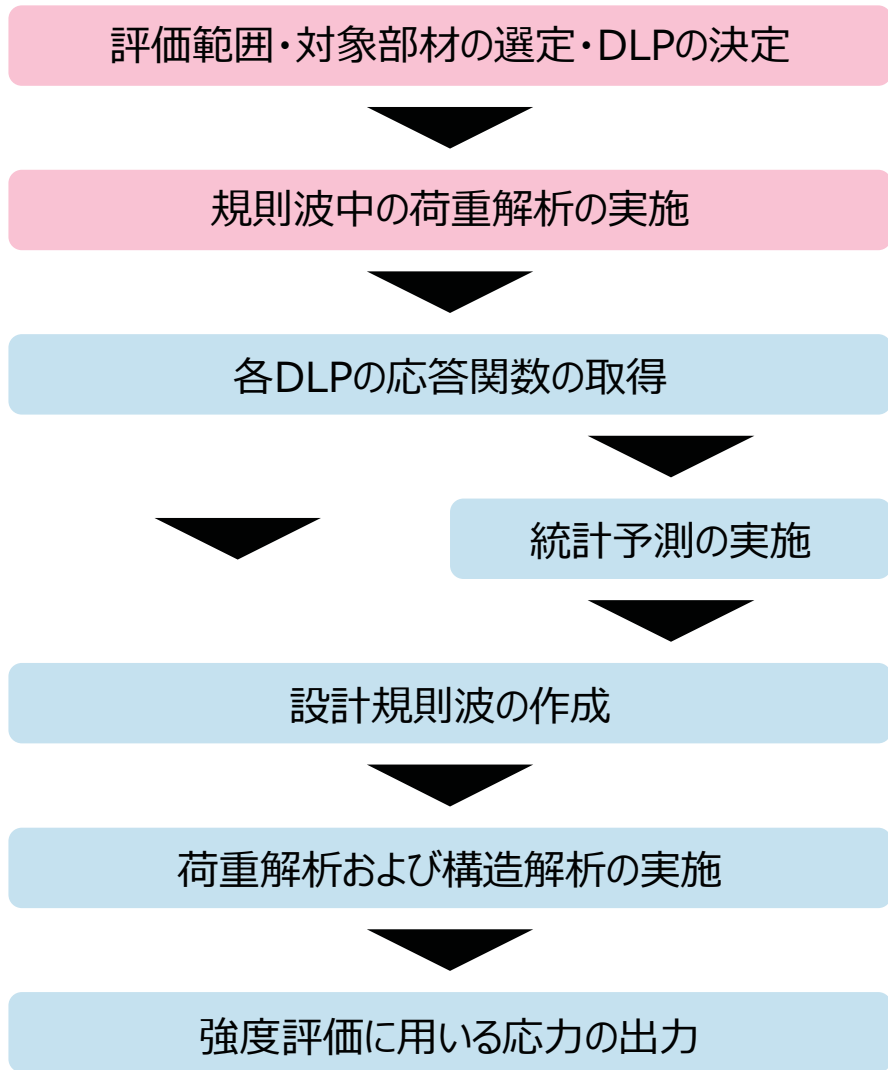 評価範囲・対象部材の選定・DLPの決定
規則波中の荷重解析の実施
各DLPの応答関数の取得
統計予測の実施
設計規則波の作成
荷重解析および構造解析の実施
強度評価に用いる応力の出力